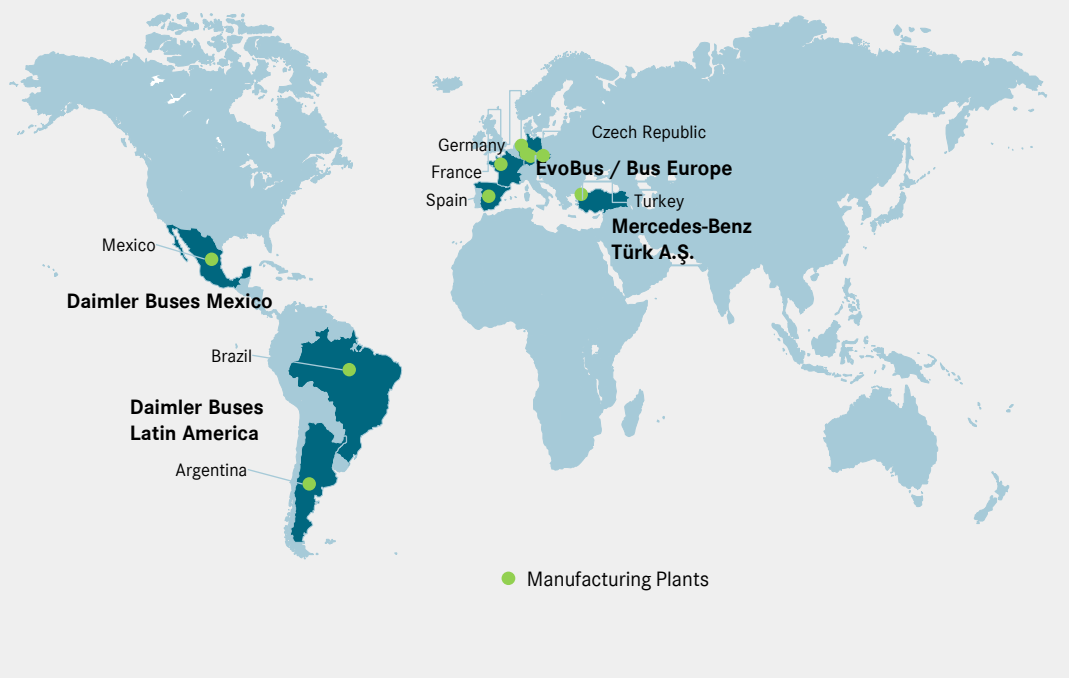 Germany
Czech Republic
France
EvoBus / Bus Europe
Spain
Turkey
Mercedes-Benz
Türk A.Ş.
Mexico
Daimler Buses Mexico
Brazil
Daimler Buses
Latin America
Argentina
Manufacturing Plants